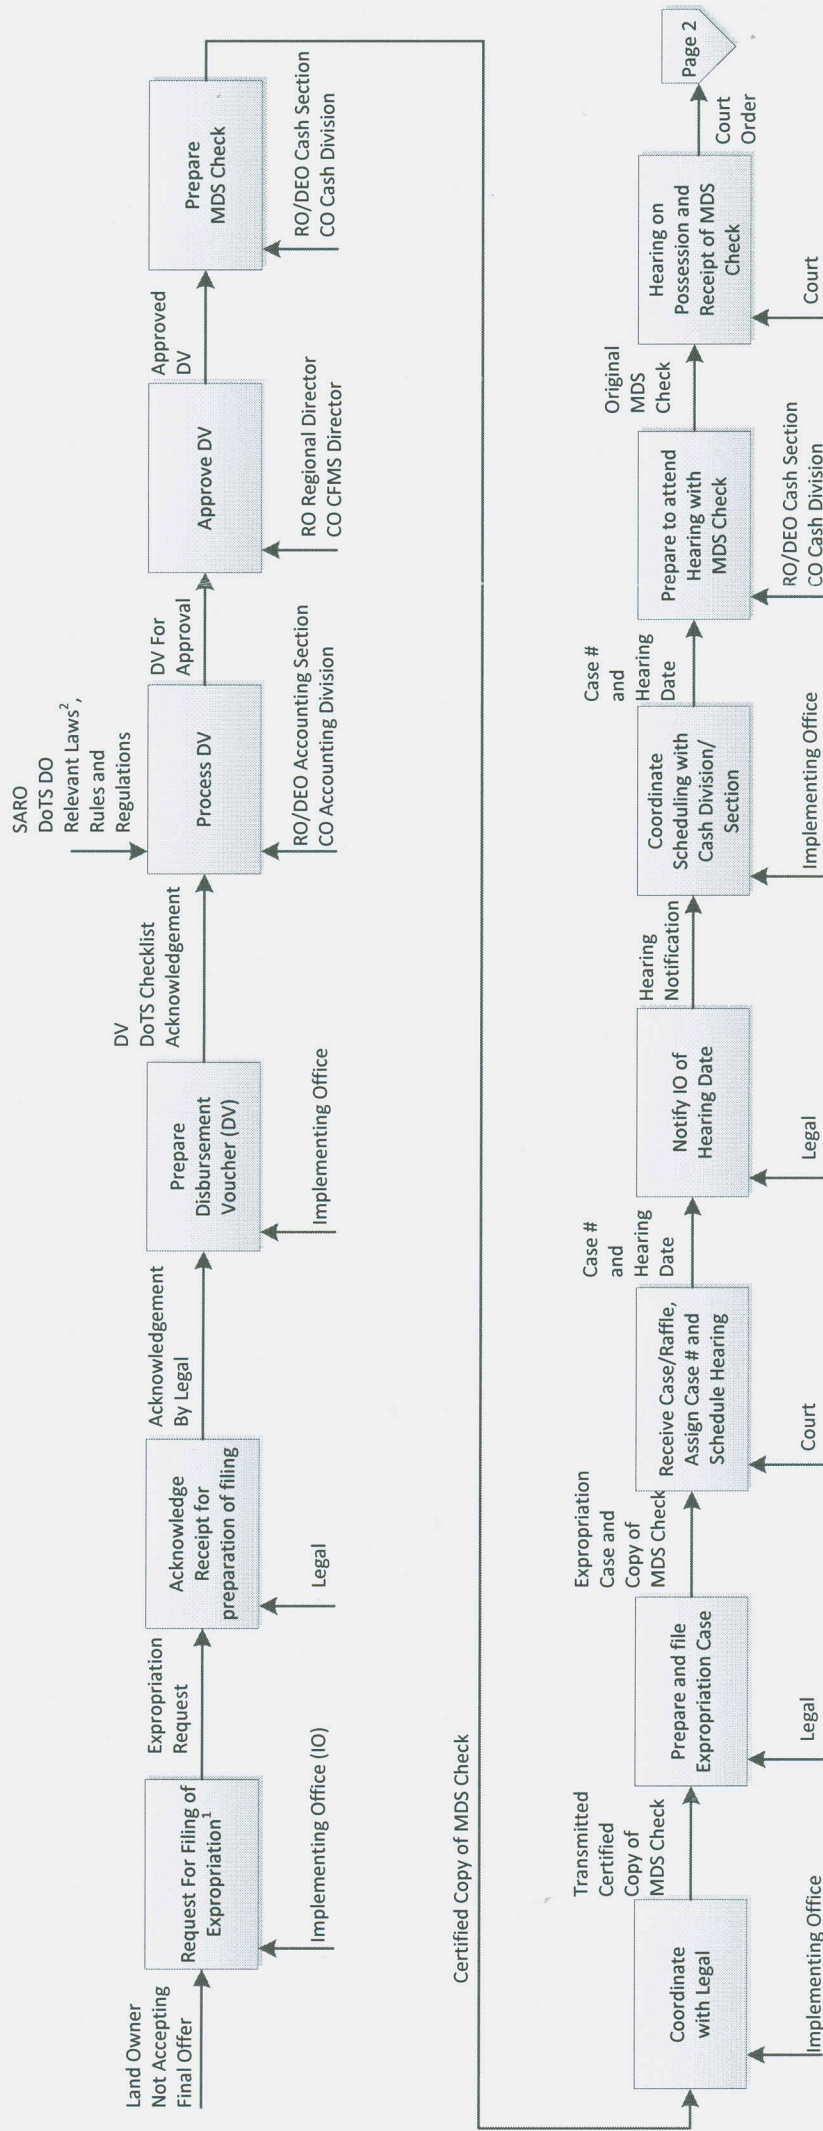 Land Owner
Not Accepting
Final Offer
Request For Filing of
Expropriation1
Implementing Office (IO)
Expropriation
Request
Acknowledge
Receipt for
preparation of filing
Legal
Acknowledgement
By Legal
Prepare
Disbursement
Voucher (DV)
Implementing Office
DV
DoTS Checklist
Acknowledgement
SARO
DoTS DO
Relevant Laws2,
Rules and
Regulations
Process DV
RO/DEO Accounting Section
CO Accounting Division
DV For
Approval
Approve DV
RO Regional Director
CO CFMS Director
Approved
DV
Prepare
MDS Check
RO/DEO Cash Section
CO Cash Division
Certified Copy of MDS Check
Coordinate
with Legal
Implementing Office
Transmitted
Certified
Copy of
MDS Check
Prepare and file
Expropriation Case
Legal
Expropriation
Case and
Copy of
MDS Check
Receive Case/Raffle,
Assign Case # and
Schedule Hearing
Court
Case #
and
Hearing
Date
Notify IO of
Hearing Date
Legal
Hearing
Notification
Coordinate
Scheduling with
Cash Division/
Section
Implementing Office
Case #
and
Hearing
Date
Prepare to attend
Hearing with
MDS Check
RO/DEO Cash Section
CO Cash Division
Original
MDS
Check
Hearing on
Possession and
Receipt of MDS
Check
Court
Court
Order
Page 2